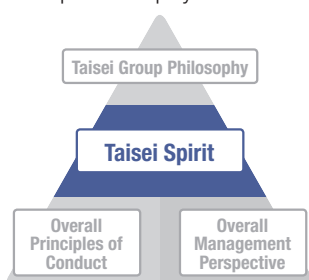 Taisei Group Philosophy
Taisei Spirit
Overall
Principles of
Conduct
Overall
Management
Perspective